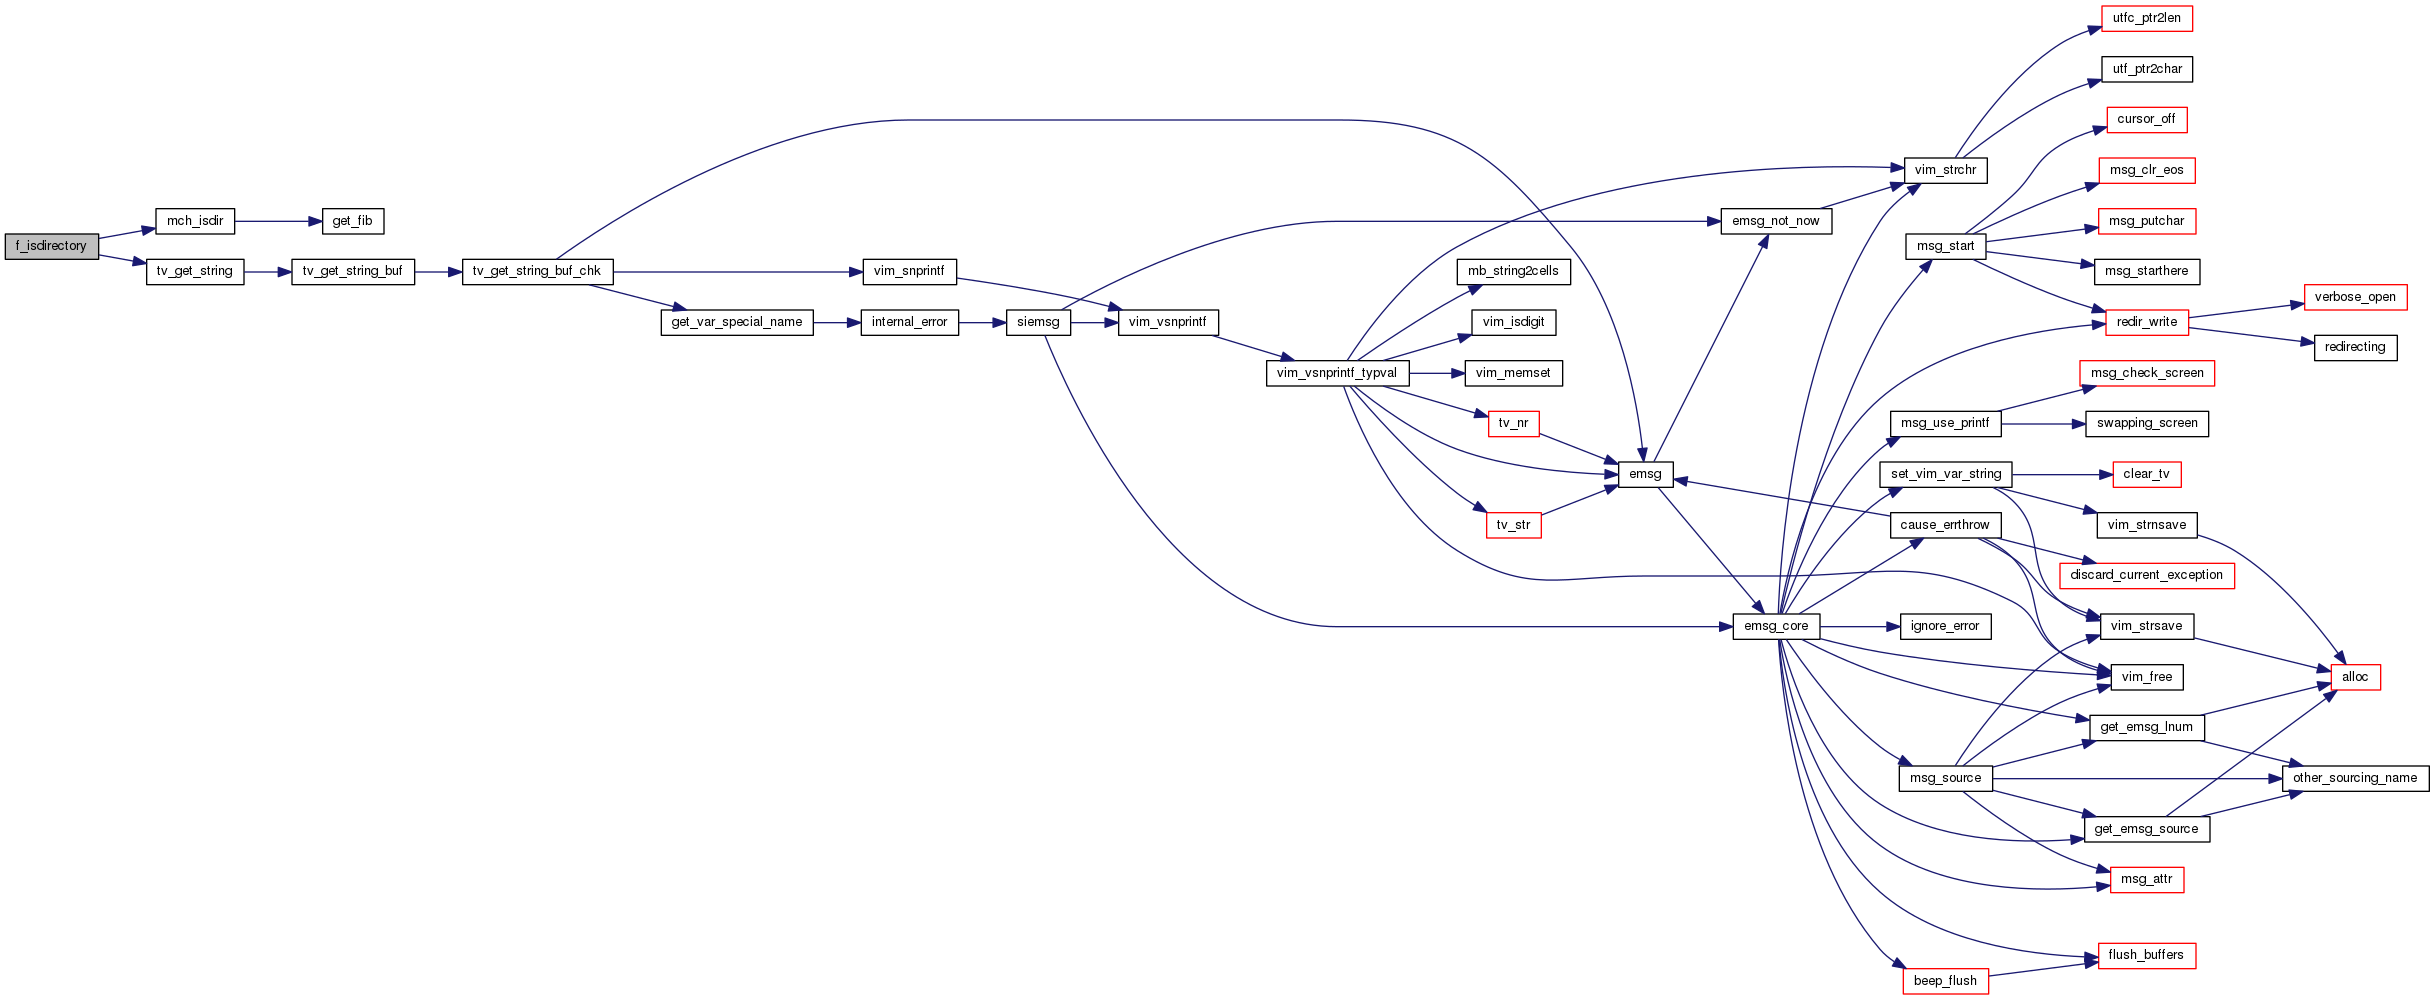 f_isdirectory
mch_isdir
get_fib
tv_get_string
tv_get_string_buf
tv_get_string_buf_chk
vim_snprintf
get_var_special_name
internal_error
siemsg
vim_vsnprintf
vim_vsnprintf_typval
mb_string2cells
vim_isdigit
vim_memset
tv_nr
tv_str
emsg
emsg_not_now
emsg_core
vim_strchr
utfc_ptr2len
utf_ptr2char
msg_start
cursor_off
msg_clr_eos
msg_putchar
msg_starthere
redir_write
verbose_open
redirecting
msg_use_printf
msg_check_screen
swapping_screen
set_vim_var_string
clear_tv
vim_strnsave
cause_errthrow
discard_current_exception
ignore_error
vim_strsave
vim_free
alloc
get_emsg_lnum
msg_source
other_sourcing_name
get_emsg_source
msg_attr
flush_buffers
beep_flush